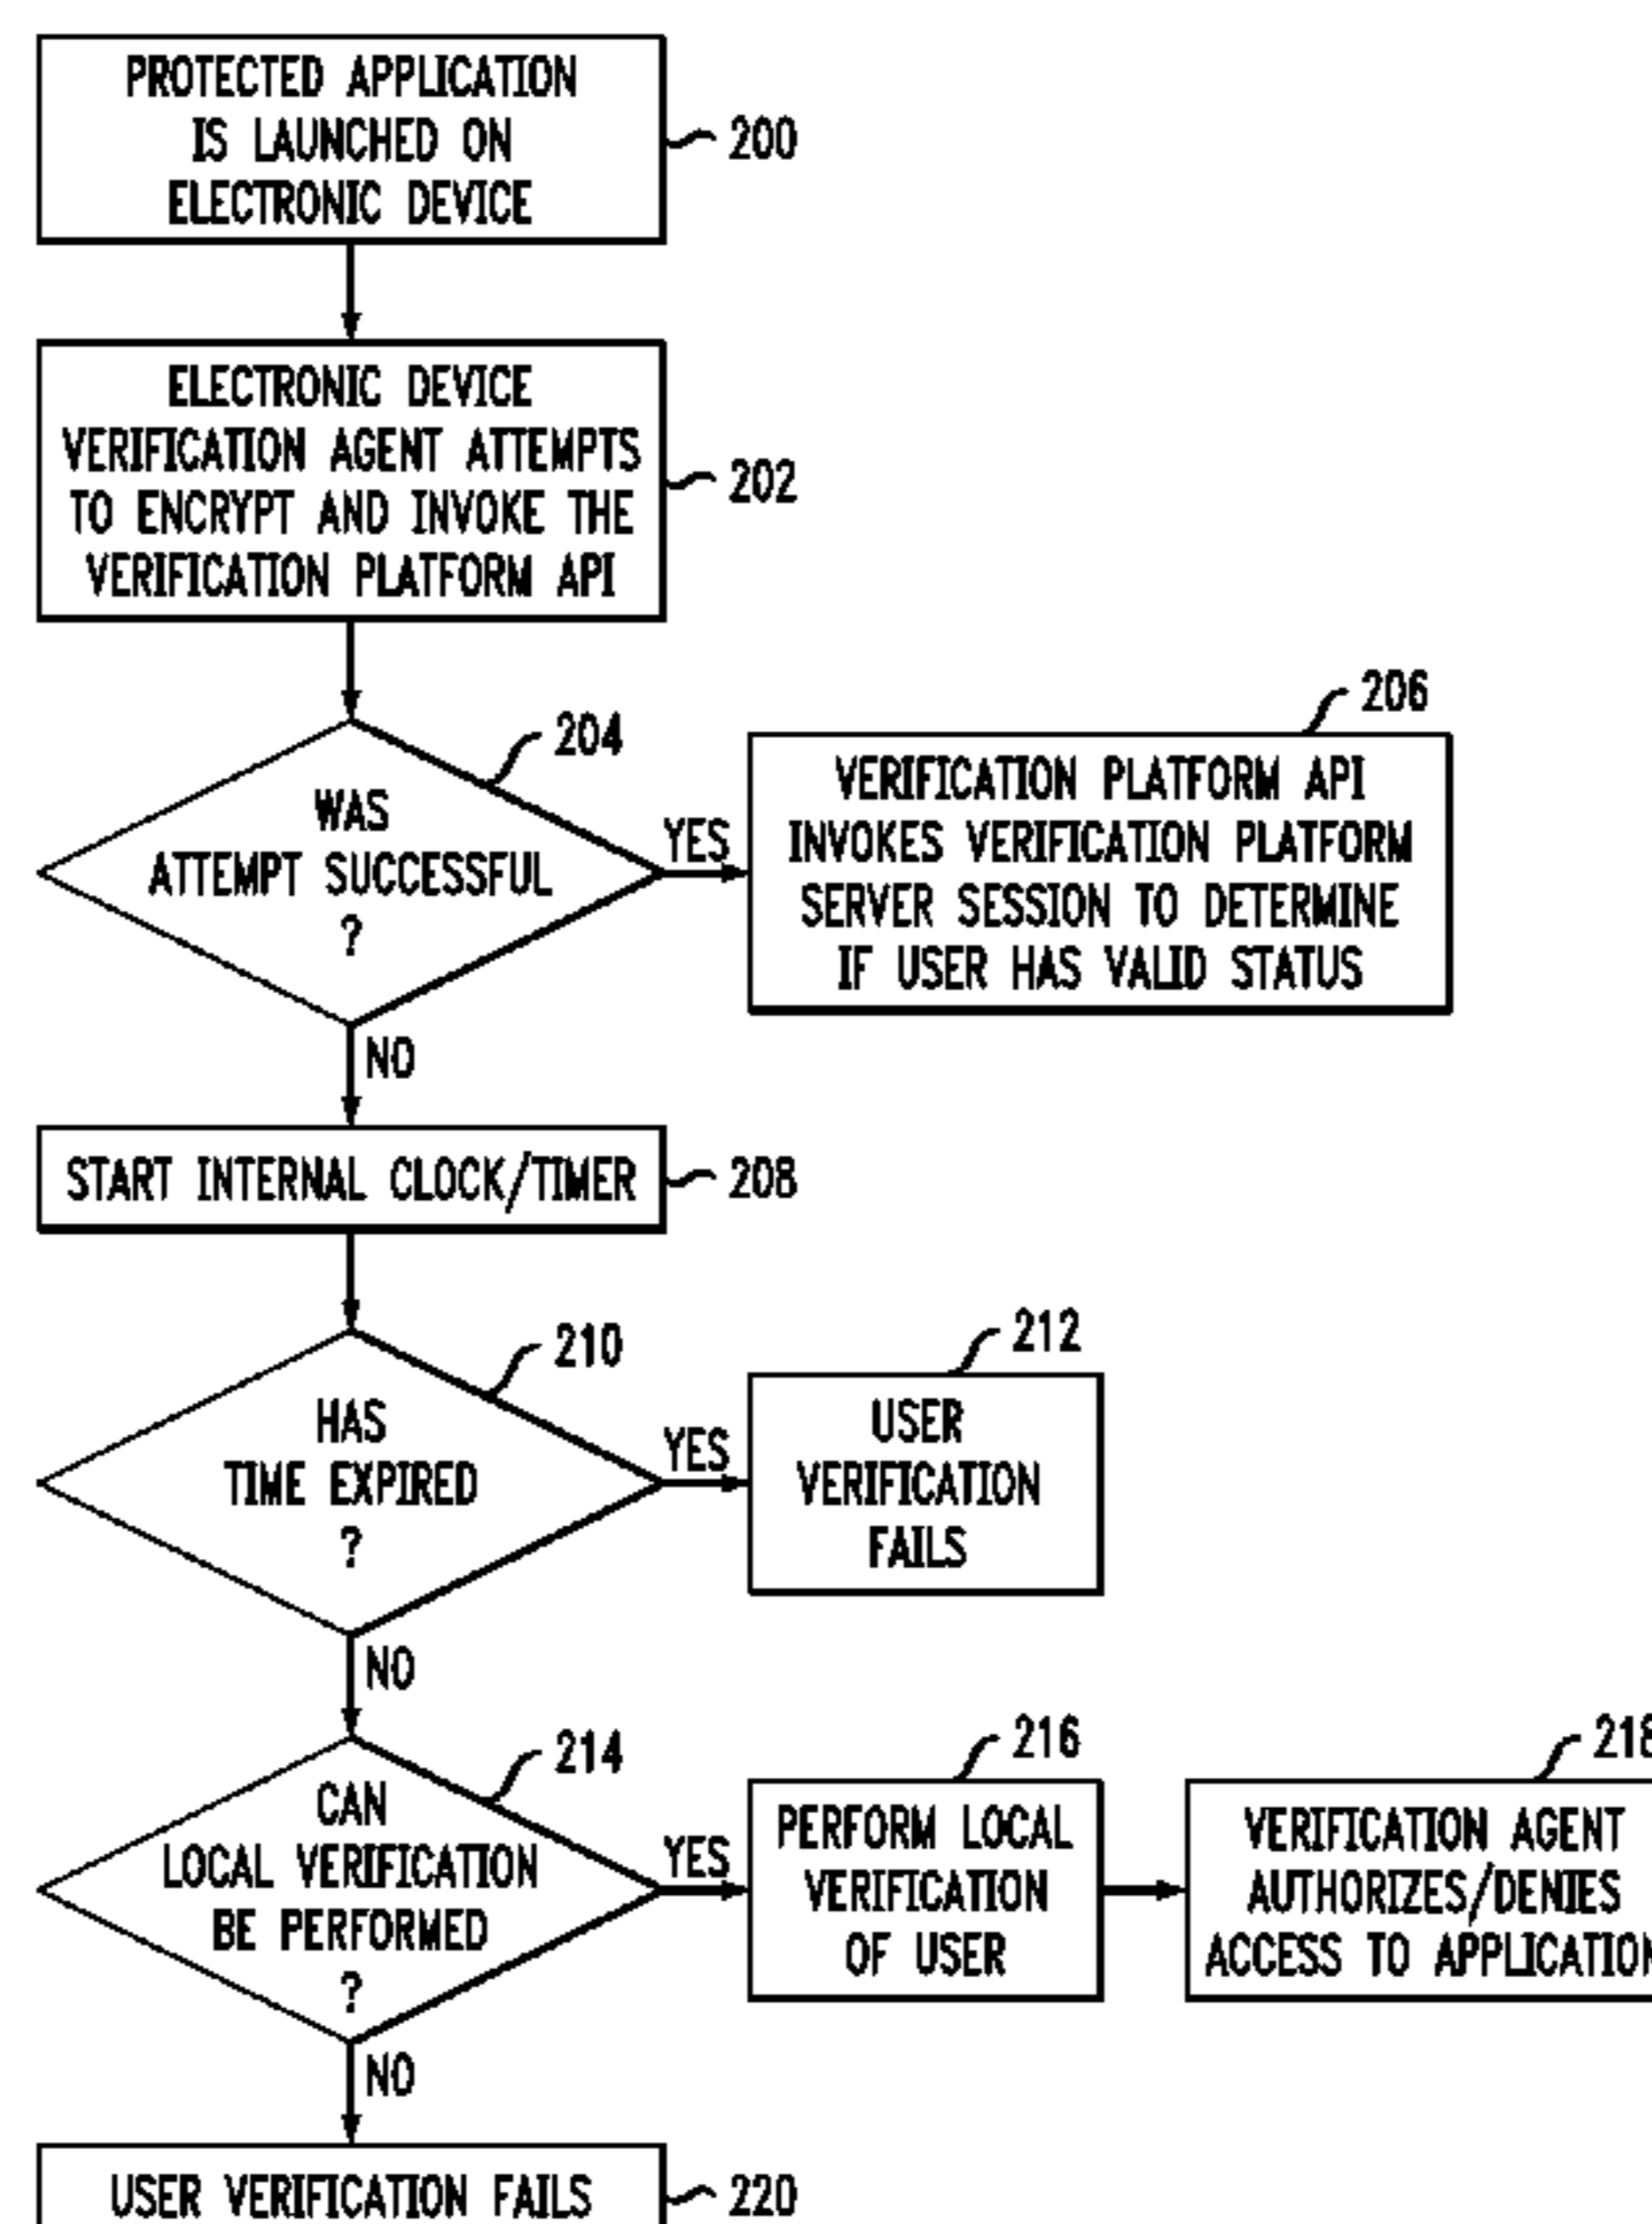 PROTECTED APPLICATION
IS LAUNCHED ON
ELECTRONIC DEVICE
200
ELECTRONIC DEVICE
VERIFICATION AGENT ATTEMPTS
TO ENCRYPT AND INVOKE THE
VERIFICATION PLATFORM API
202
204
WAS
ATTEMPT SUCCESSFUL
?
YES
206
VERIFICATION PLATFORM API
INVOKES VERIFICATION PLATFORM
SERVER SESSION TO DETERMINE
IF USER HAS VALID STATUS
NO
START INTERNAL CLOCK/TIMER
208
210
HAS
TIME EXPIRED
?
YES
212
USER
VERIFICATION
FAILS
NO
214
CAN
LOCAL VERIFICATION
BE PERFORMED
?
YES
216
PERFORM LOCAL
VERIFICATION
OF USER
218
VERIFICATION AGENT
AUTHORIZES/DENIES
ACCESS TO APPLICATION
NO
USER VERIFICATION FAILS
220